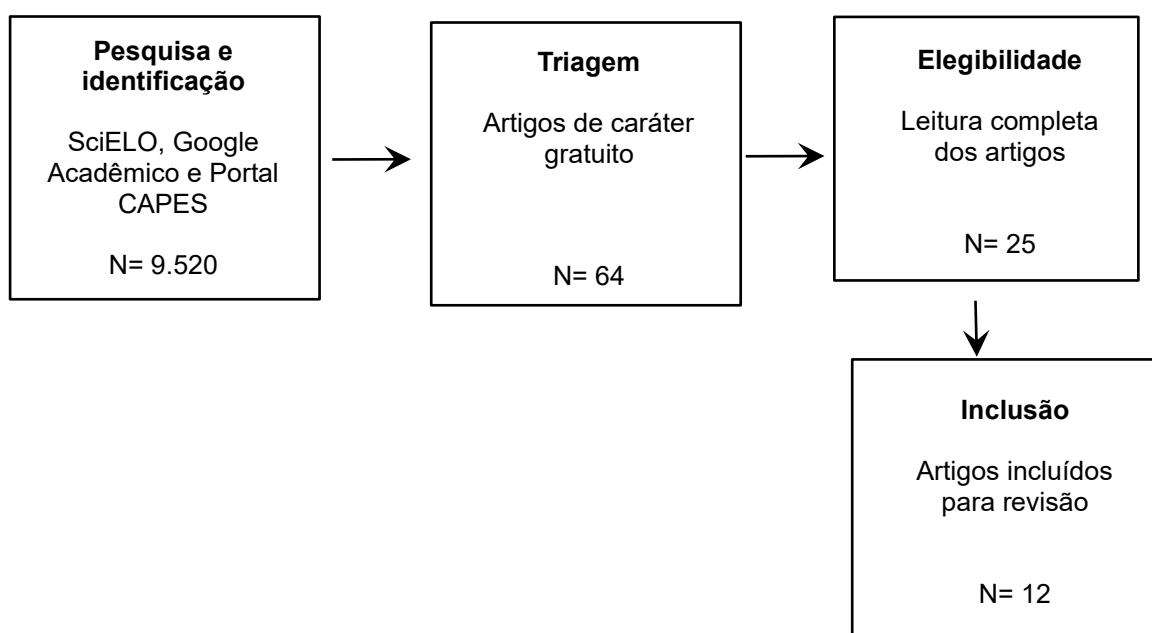 Pesquisa e
identificação
SciELO, Google
Acadêmico e Portal
CAPES
N= 9.520
Triagem
Artigos de caráter
gratuito
N= 64
Elegibilidade
Leitura completa
dos artigos
N= 25
Inclusão
Artigos incluídos
para revisão
N= 12